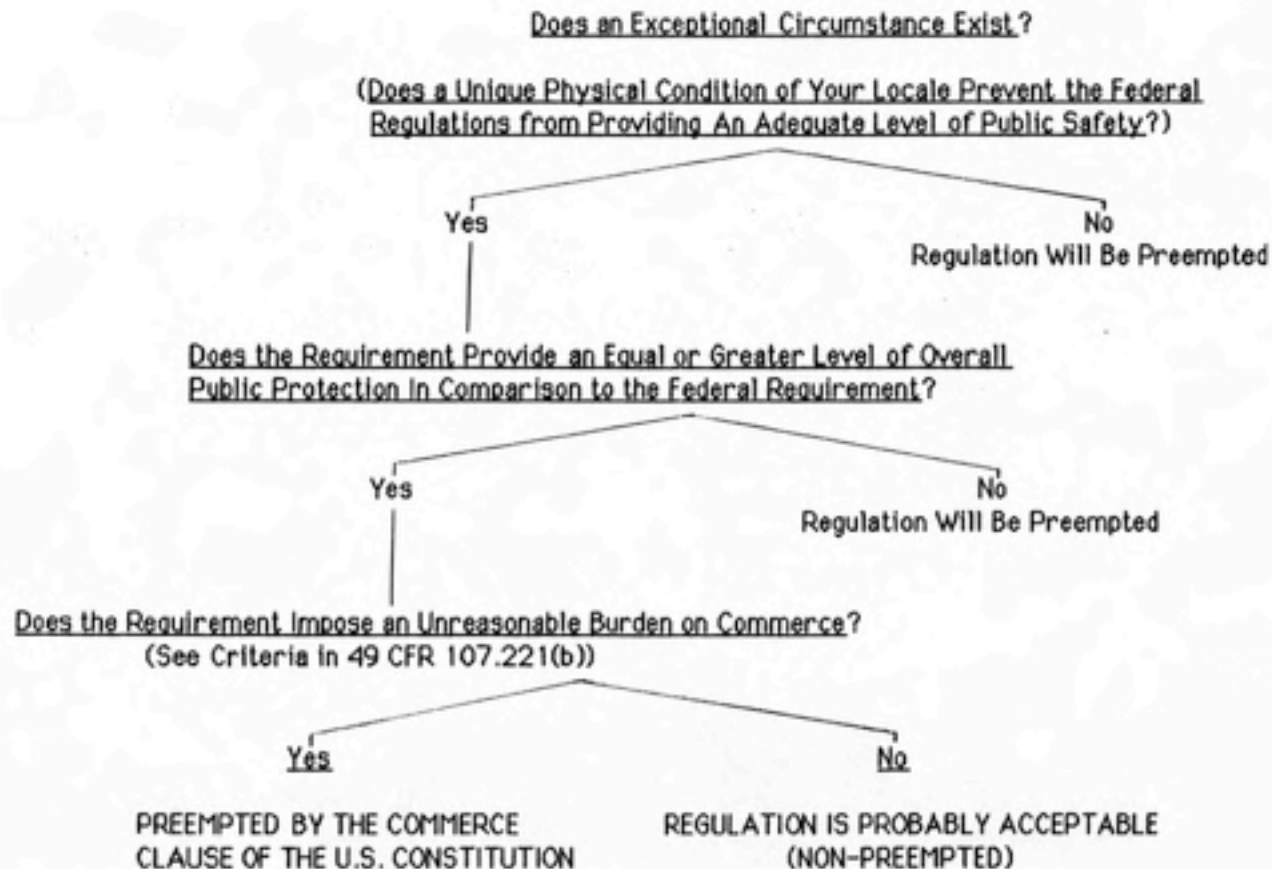 Does an Exceptional Circumstance Exist?
(Does a Unique Physical Condition of Your Locale Prevent the Federal
Regulations from Providing An Adequate Level of Public Safety?)
Yes
No
Regulation Will Be Preempted
Does the Requirement Provide an Equal or Greater Level of Overall
Public Protection In Comparison to the Federal Requirement?
Yes
No
Regulation Will Be Preempted
Does the Requirement Impose an Unreasonable Burden on Commerce?
(See Criteria in 49 CFR 107.221(b))
Yes
No
PREEMPTED BY THE COMMERCE
CLAUSE OF THE U.S. CONSTITUTION
REGULATION IS PROBABLY ACCEPTABLE
(NON-PREEMPTED)